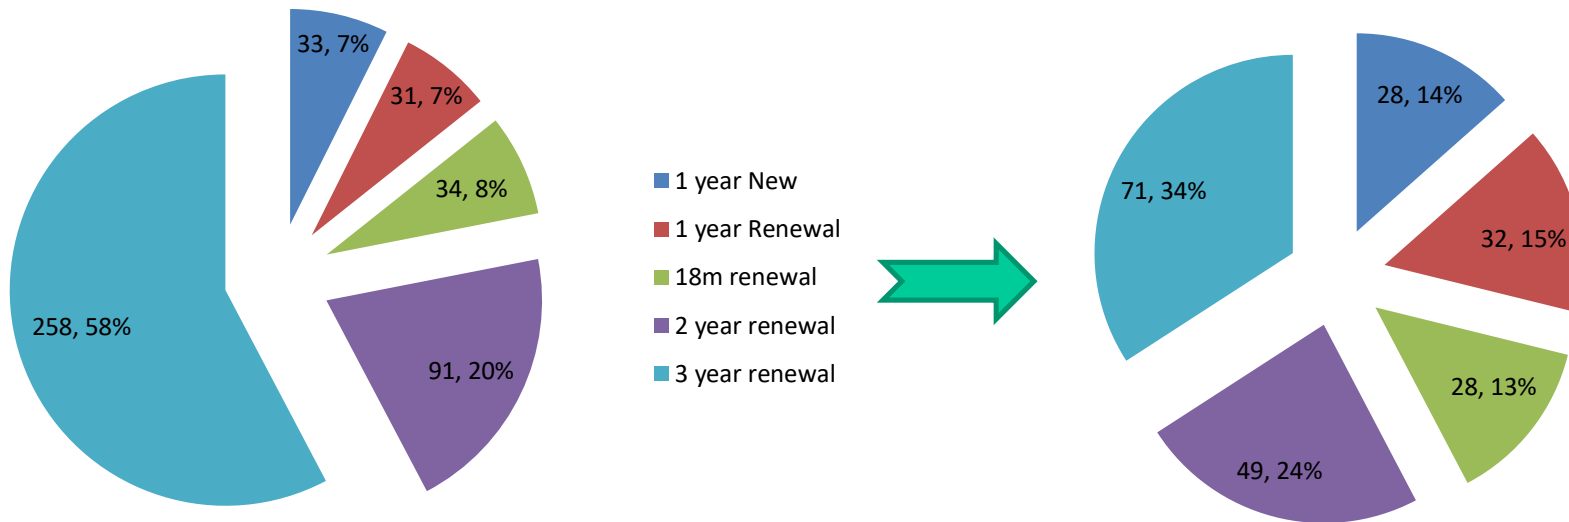 33, 7%
31, 7%
34, 8%
91, 20%
258, 58%
1 year New
1 year Renewal
18m renewal
2 year renewal
3 year renewal
28, 14%
32, 15%
28, 13%
49, 24%
71, 34%